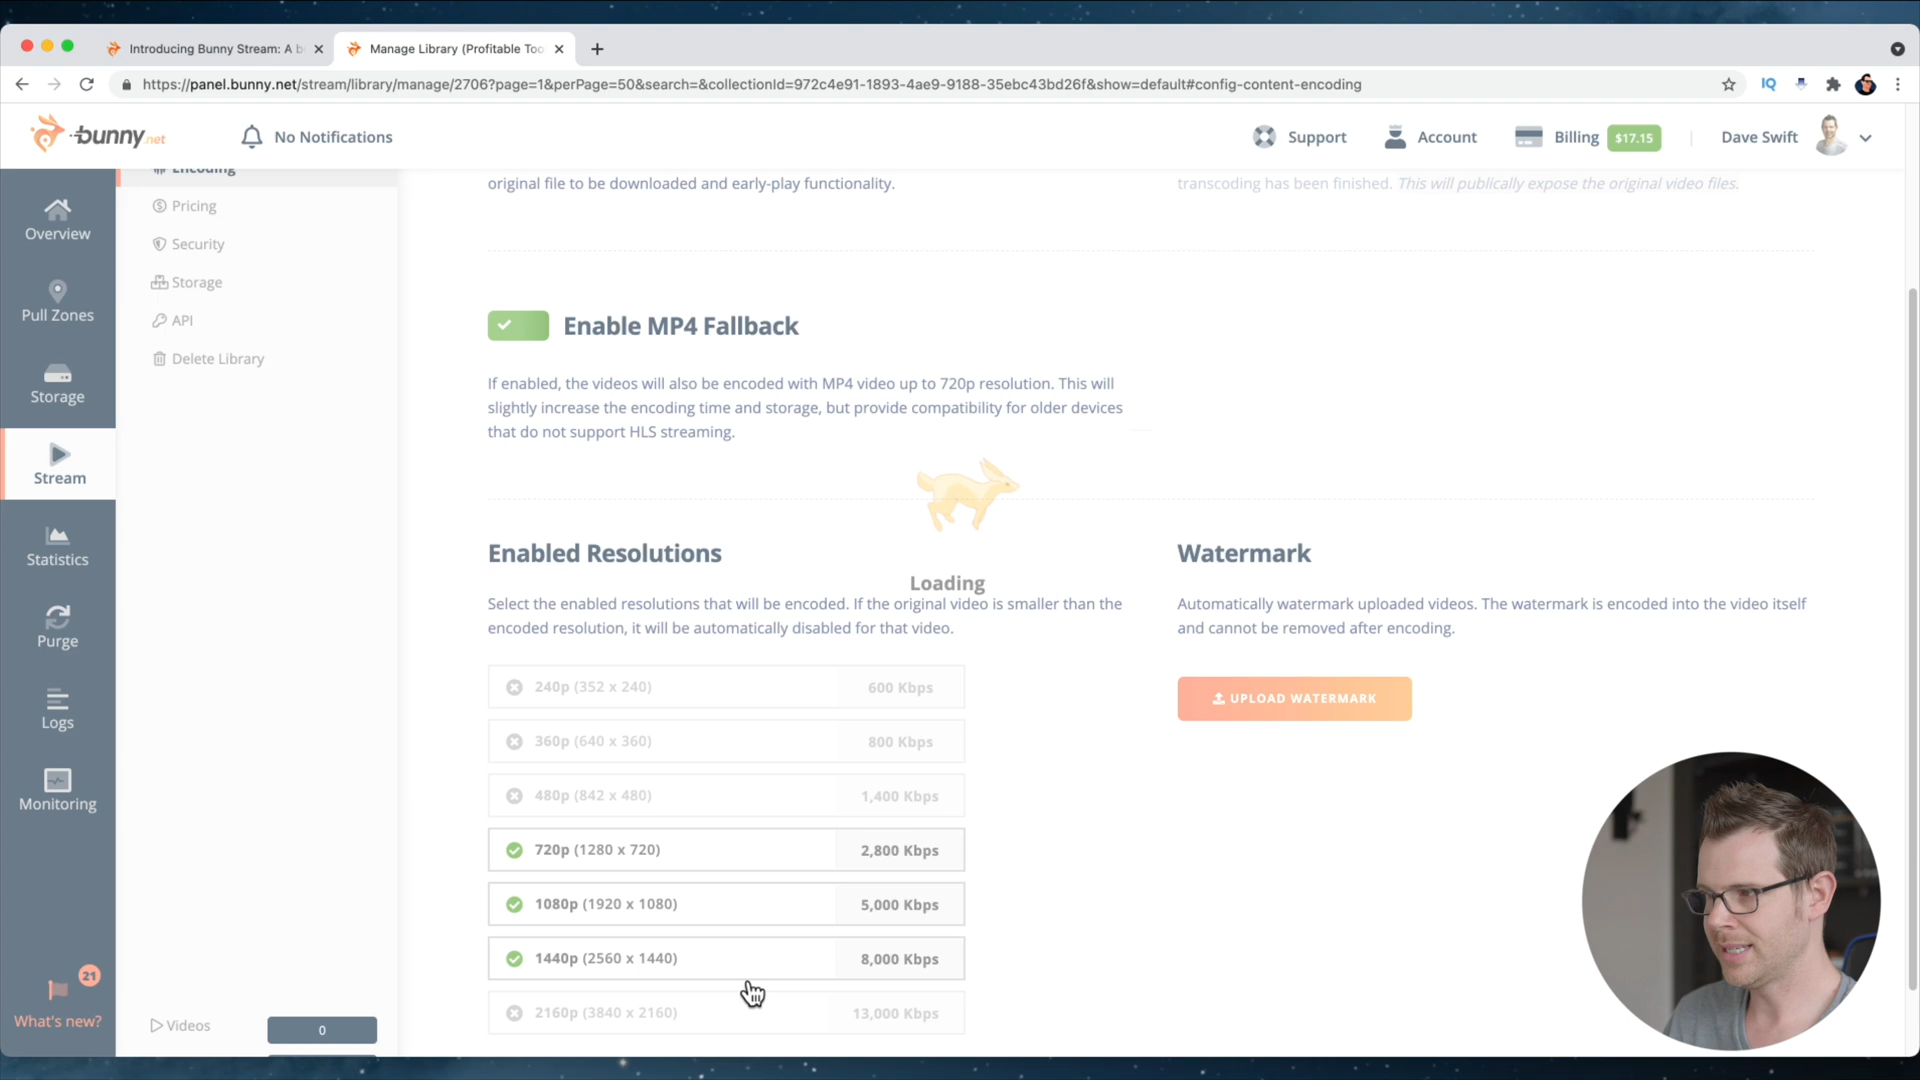 Introducing Bunny Stream: A b
Manage Library (Profitable Too
https://panel.bunny.net/stream/library/manage/2706?page=1&perPage=50&search=&collectionId=972c4e91-1893-4ae9-9188-35ebc43bd26f&show=default#config-content-encoding
IQ
bunny.net
No Notifications
Support
Account
Billing
$17.15
Dave Swift
Encoding
Pricing
Security
Storage
API
Delete Library
Overview
Pull Zones
Storage
Stream
Statistics
Purge
Logs
Monitoring
21
What's new?
Videos
0
original file to be downloaded and early-play functionality.
transcoding has been finished. This will publically expose the original video files.
Enable MP4 Fallback
If enabled, the videos will also be encoded with MP4 video up to 720p resolution. This will
slightly increase the encoding time and storage, but provide compatibility for older devices
that do not support HLS streaming.
Loading
Enabled Resolutions
Select the enabled resolutions that will be encoded. If the original video is smaller than the
encoded resolution, it will be automatically disabled for that video.
240p (352 x 240) 600 Kbps
360p (640 x 360) 800 Kbps
480p (842 x 480) 1,400 Kbps
720p (1280 x 720) 2,800 Kbps
1080p (1920 x 1080) 5,000 Kbps
1440p (2560 x 1440) 8,000 Kbps
2160p (3840 x 2160) 13,000 Kbps
Watermark
Automatically watermark uploaded videos. The watermark is encoded into the video itself
and cannot be removed after encoding.
UPLOAD WATERMARK